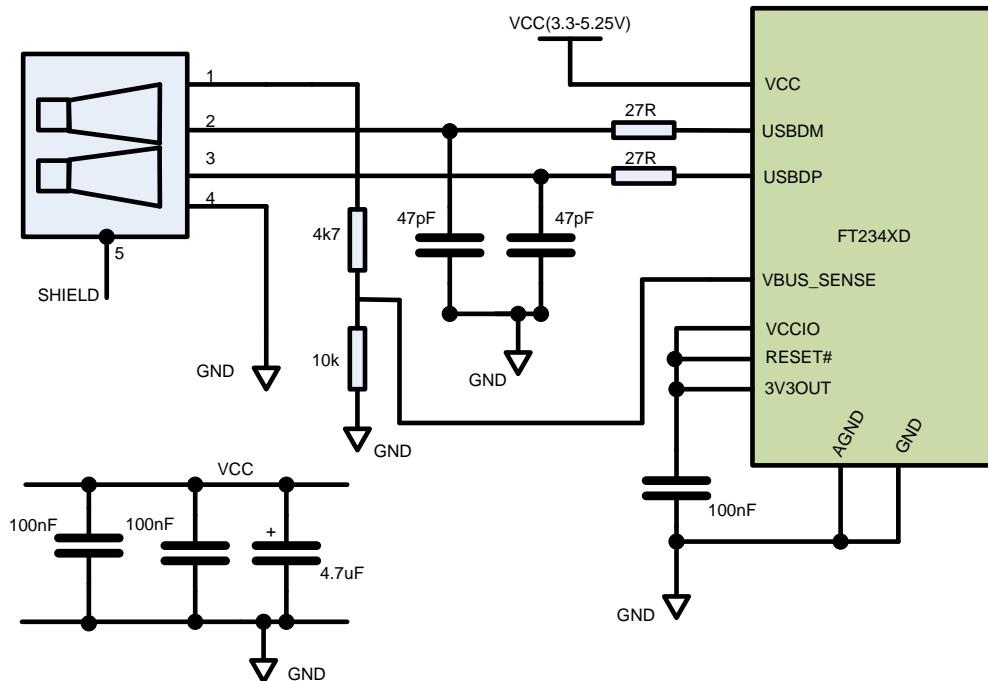 VCC(3.3-5.25V)
1
VCC
2
27R
USBDM
3
27R
USBDP
4
47pF
47pF
4k7
FT234XD
5
SHIELD
VBUS_SENSE
VCCIO
10k
RESET#
GND
GND
3V3OUT
GND
AGND
GND
VCC
100nF
100nF
100nF
+
4.7uF
GND
GND